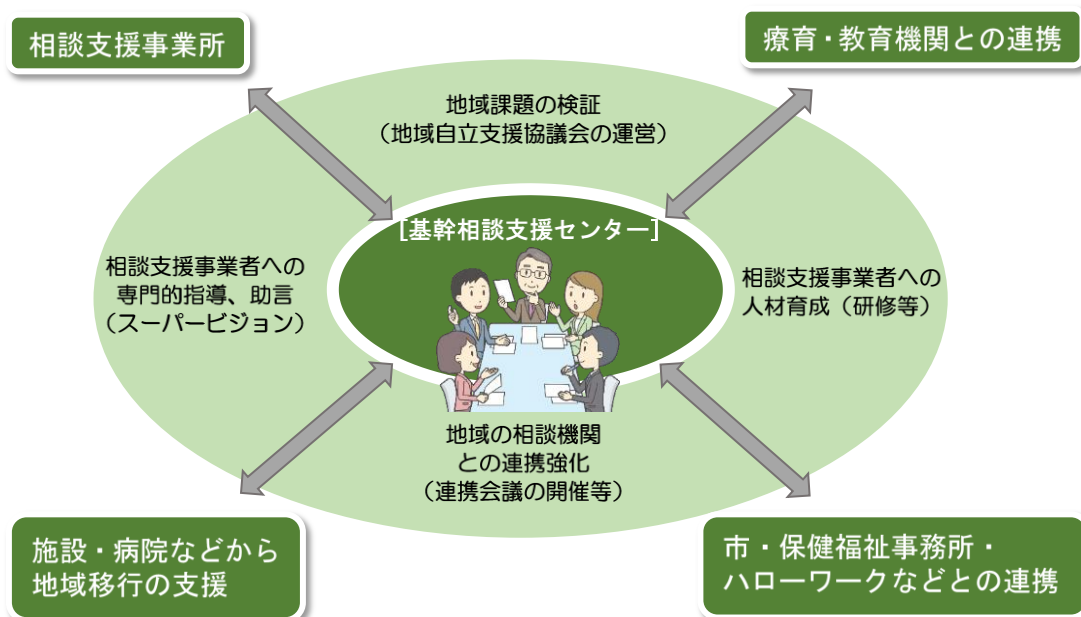 相談支援事業所
療育・教育機関との連携
地域課題の検証
（地域自立支援協議会の運営）
[基幹相談支援センター]
相談支援事業者への
専門的指導、助言
（スーパービジョン）
相談支援事業者への
人材育成（研修等）
地域の相談機関
との連携強化
（連携会議の開催等）
施設・病院などから
地域移行の支援
市・保健福祉事務所・
ハローワークなどとの連携